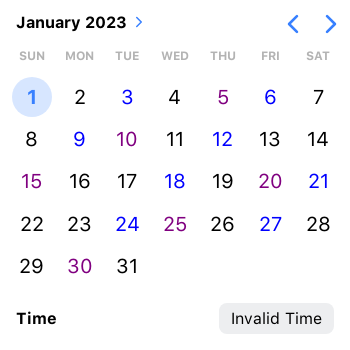 January 2023
SUN MON TUE WED THU FRI SAT
1 2 3 4 5 6 7
8 9 10 11 12 13 14
15 16 17 18 19 20 21
22 23 24 25 26 27 28
29 30 31
Time Invalid Time